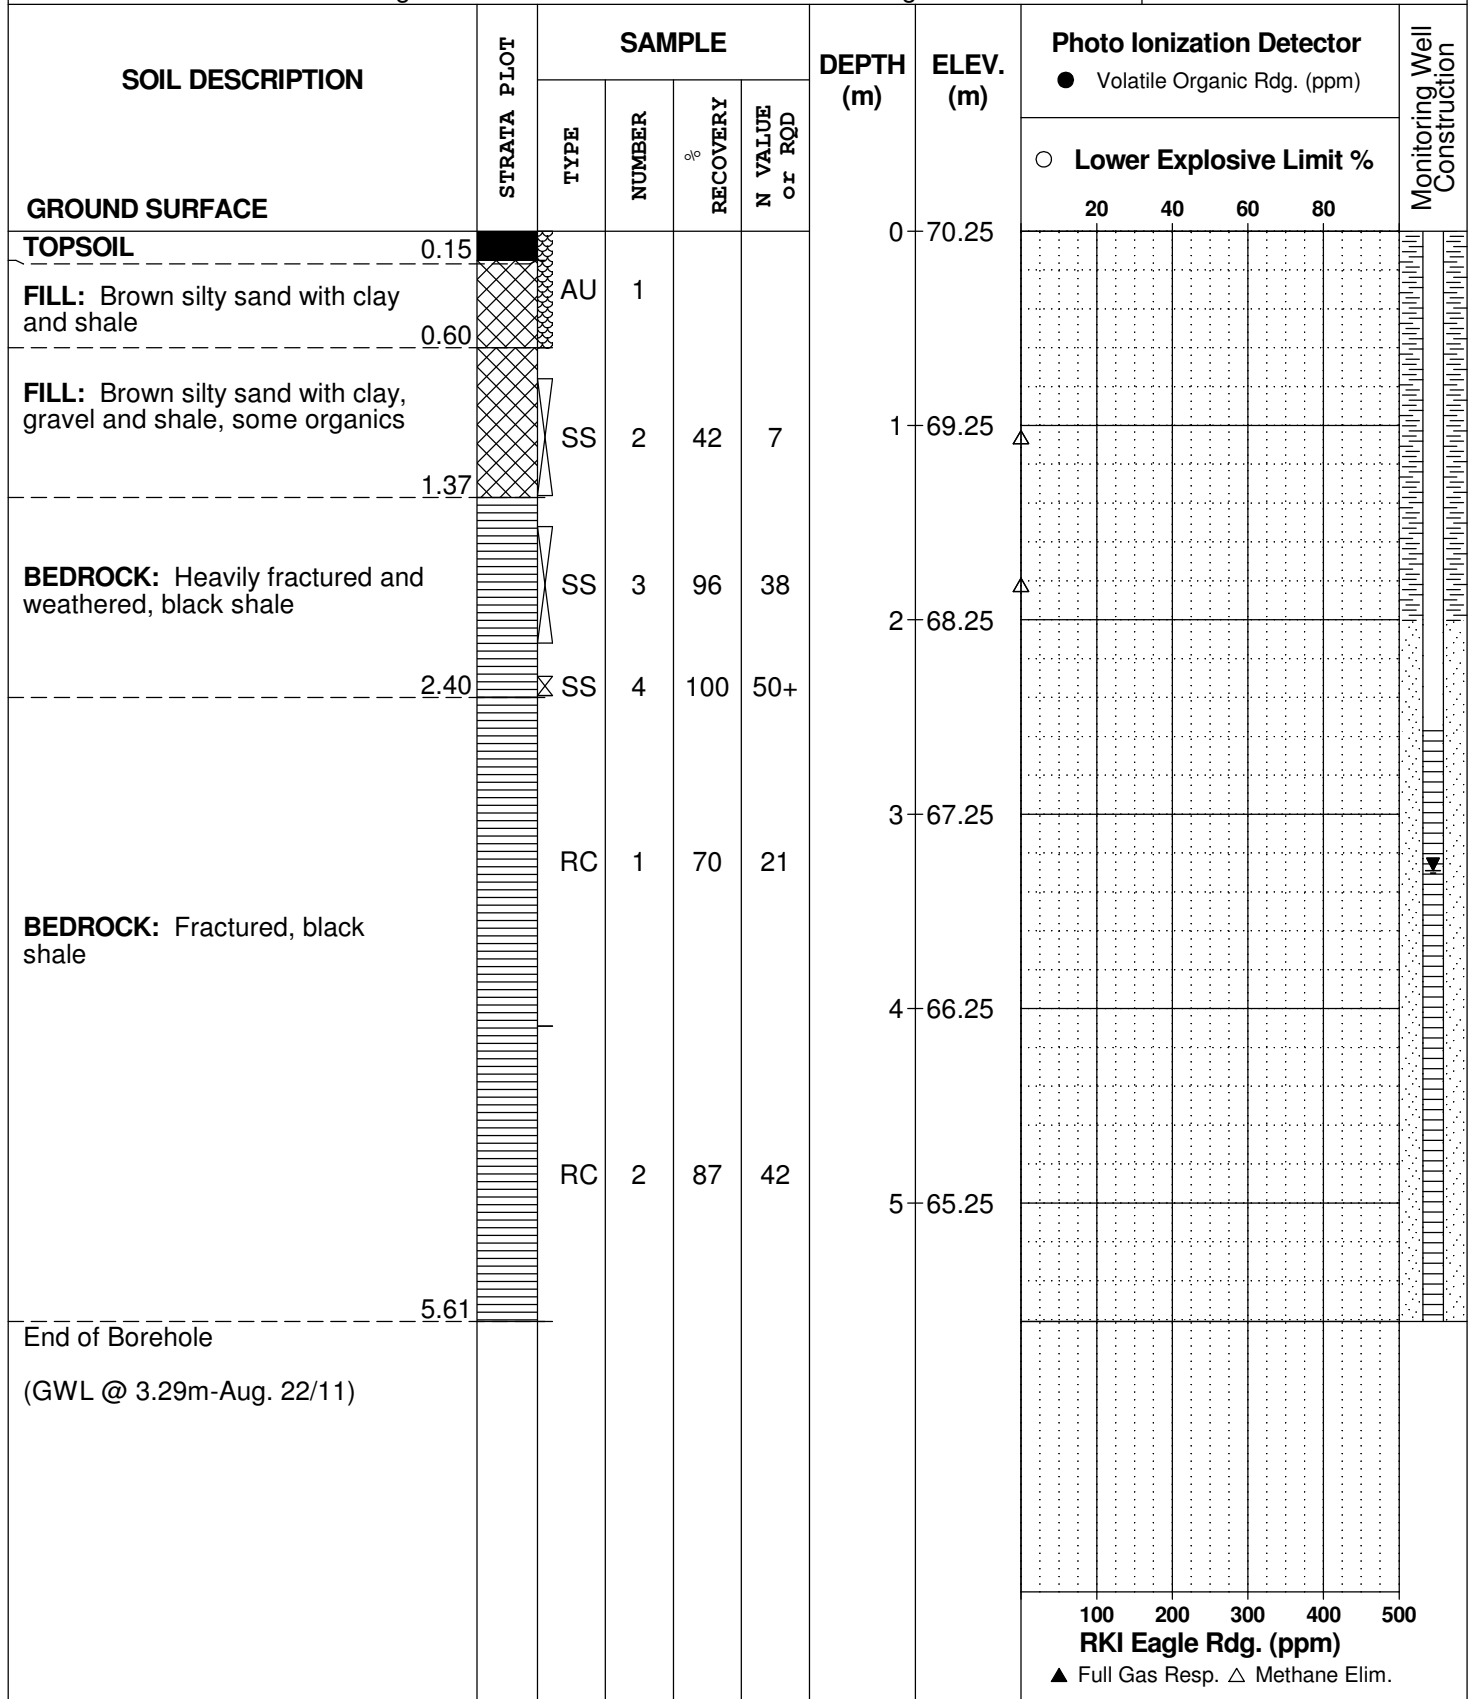 SOIL DESCRIPTION
GROUND SURFACE
STRATA PLOT
SAMPLE
TYPE
NUMBER
%
RECOVERY
N VALUE
or RQD
DEPTH
(m)
ELEV.
(m)
Photo Ionization Detector
● Volatile Organic Rdg. (ppm)
○ Lower Explosive Limit %
20 40 60 80
Monitoring Well
Construction
0 70.25
TOPSOIL 0.15
AU 1
FILL: Brown silty sand with clay
and shale
0.60
FILL: Brown silty sand with clay,
gravel and shale, some organics
1 69.25
SS 2 42 7
1.37
BEDROCK: Heavily fractured and
weathered, black shale
SS 3 96 38
2 68.25
2.40
SS 4 100 50+
3 67.25
RC 1 70 21
BEDROCK: Fractured, black
shale
4 66.25
RC 2 87 42
5 65.25
5.61
End of Borehole
(GWL @ 3.29m-Aug. 22/11)
100 200 300 400 500
RKI Eagle Rdg. (ppm)
▲ Full Gas Resp. △ Methane Elim.